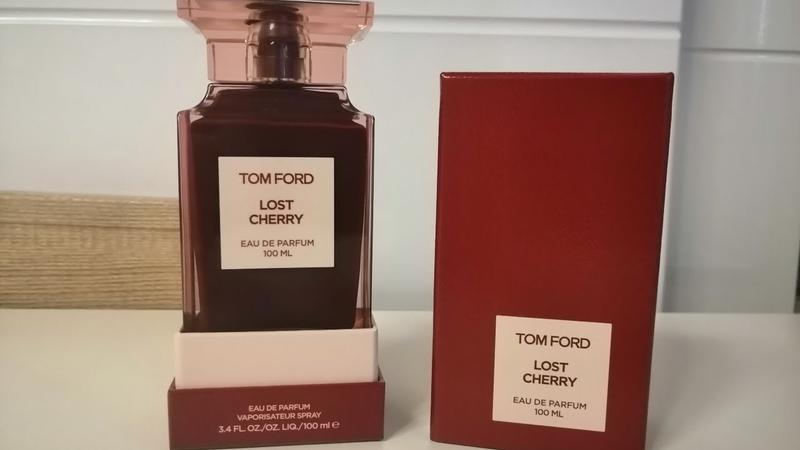 TOM FORD
LOST
CHERRY
EAU DE PARFUM
100 ML
EAU DE PARFUM
VAPORISATEUR SPRAY
3.4 FL. OZ./OZ. LIQ./100 ml ℮
TOM FORD
LOST
CHERRY
EAU DE PARFUM
100 ML